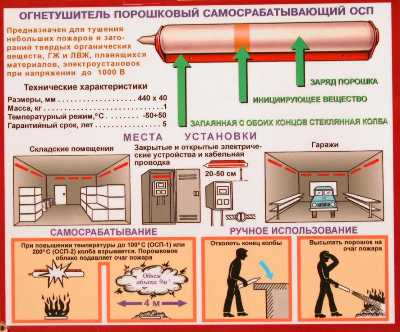 ОГНЕТУШИТЕЛЬ ПОРОШКОВЫЙ САМОСРАБАТЫВАЮЩИЙ ОСП
Предназначен для тушения
небольших пожаров и заго-
раний твердых органических
веществ, ГЖ и ЛВЖ, плавящихся
материалов, электроустановок
при напряжении до 1000 В
ЗАРЯД ПОРОШКА
ИНИЦИИРУЮЩЕЕ ВЕЩЕСТВО
ЗАПАЯННАЯ С ОБОИХ КОНЦОВ СТЕКЛЯННАЯ КОЛБА
Технические характеристики
Размеры, мм 440 x 40
Масса, кг 1
Температурный режим, °С -50+50
Гарантийный срок, лет 5
МЕСТА УСТАНОВКИ
Складские помещения
Закрытые и открытые электриче-
ские устройства и кабельная
проводка
20-50 см
Гаражи
САМОСРАБАТЫВАНИЕ
При повышении температуры до 100°С (ОСП-1) или
200°С (ОСП-2) колба взрывается. Порошковое
облако подавляет очаг пожара
Объем
облака 9м³
4 м
РУЧНОЕ ИСПОЛЬЗОВАНИЕ
Отколоть конец колбы
Высыпать порошок на
очаг пожара